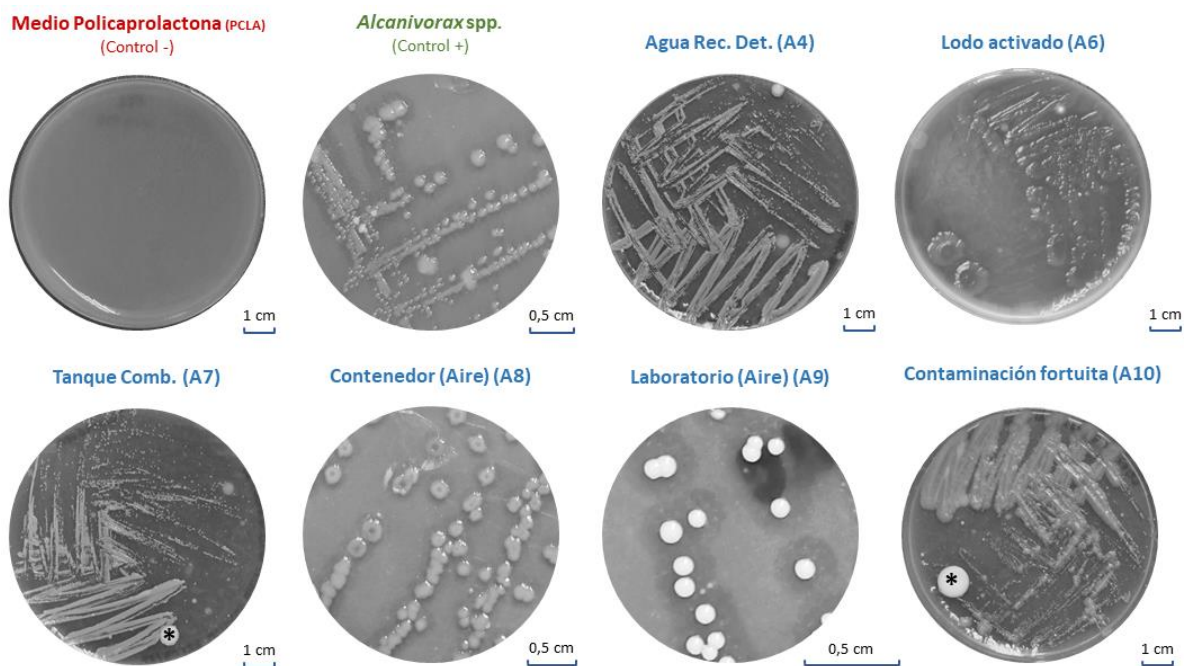 Medio Policaprolactona (PCLA)
(Control -)
Alcanivorax spp.
(Control +)
Agua Rec. Det. (A4)
Lodo activado (A6)
1 cm
0,5 cm
1 cm
1 cm
Tanque Comb. (A7)
Contenedor (Aire) (A8)
Laboratorio (Aire) (A9)
Contaminación fortuita (A10)
*
*
1 cm
0,5 cm
0,5 cm
1 cm